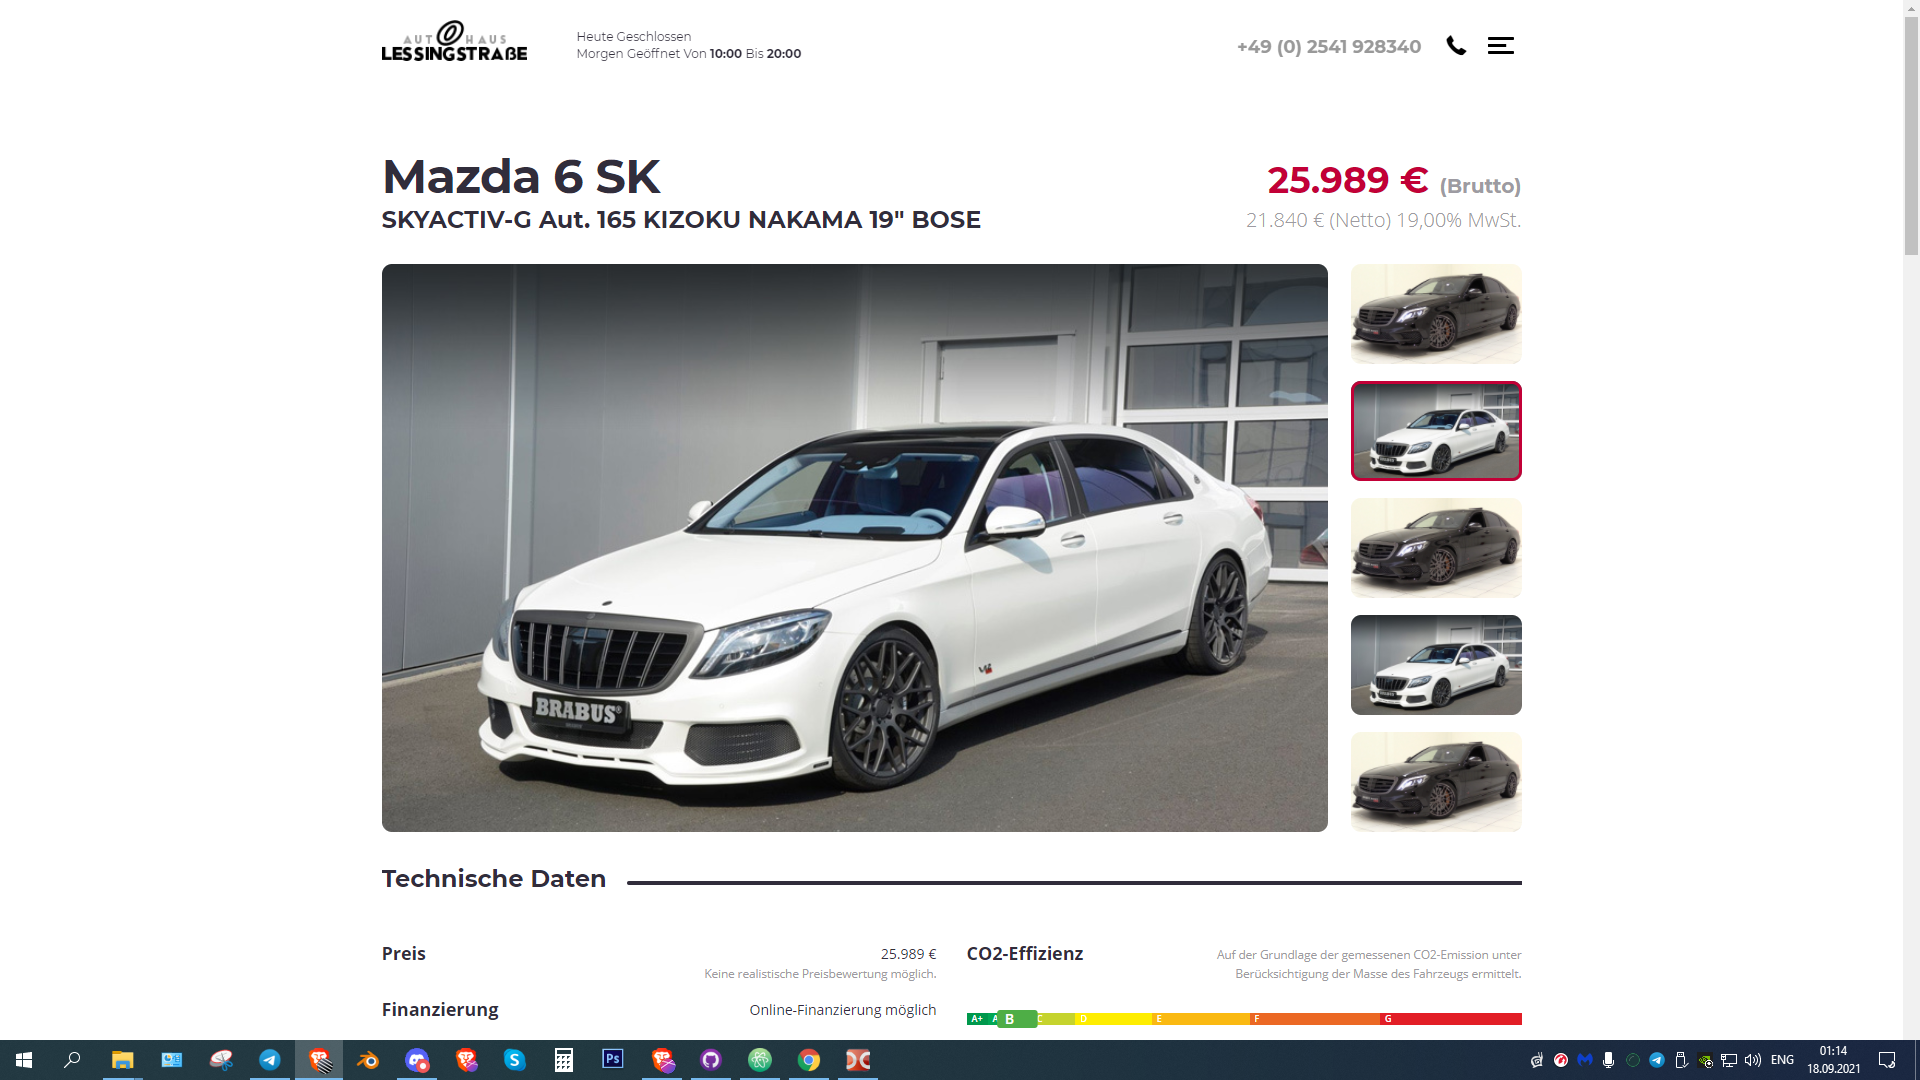 AUTOHAUS
LESSINGSTRAßE
Heute Geschlossen
Morgen Geöffnet Von 10:00 Bis 20:00
+49 (0) 2541 928340
Mazda 6 SK
SKYACTIV-G Aut. 165 KIZOKU NAKAMA 19" BOSE
25.989 € (Brutto)
21.840 € (Netto) 19,00% MwSt.
BRABUS®
Technische Daten
Preis
25.989 €
Keine realistische Preisbewertung möglich.
Finanzierung
Online-Finanzierung möglich
CO2-Effizienz
Auf der Grundlage der gemessenen CO2-Emission unter
Berücksichtigung der Masse des Fahrzeugs ermittelt.
A+ A B C D E F G
Ps
ENG
01:14
18.09.2021